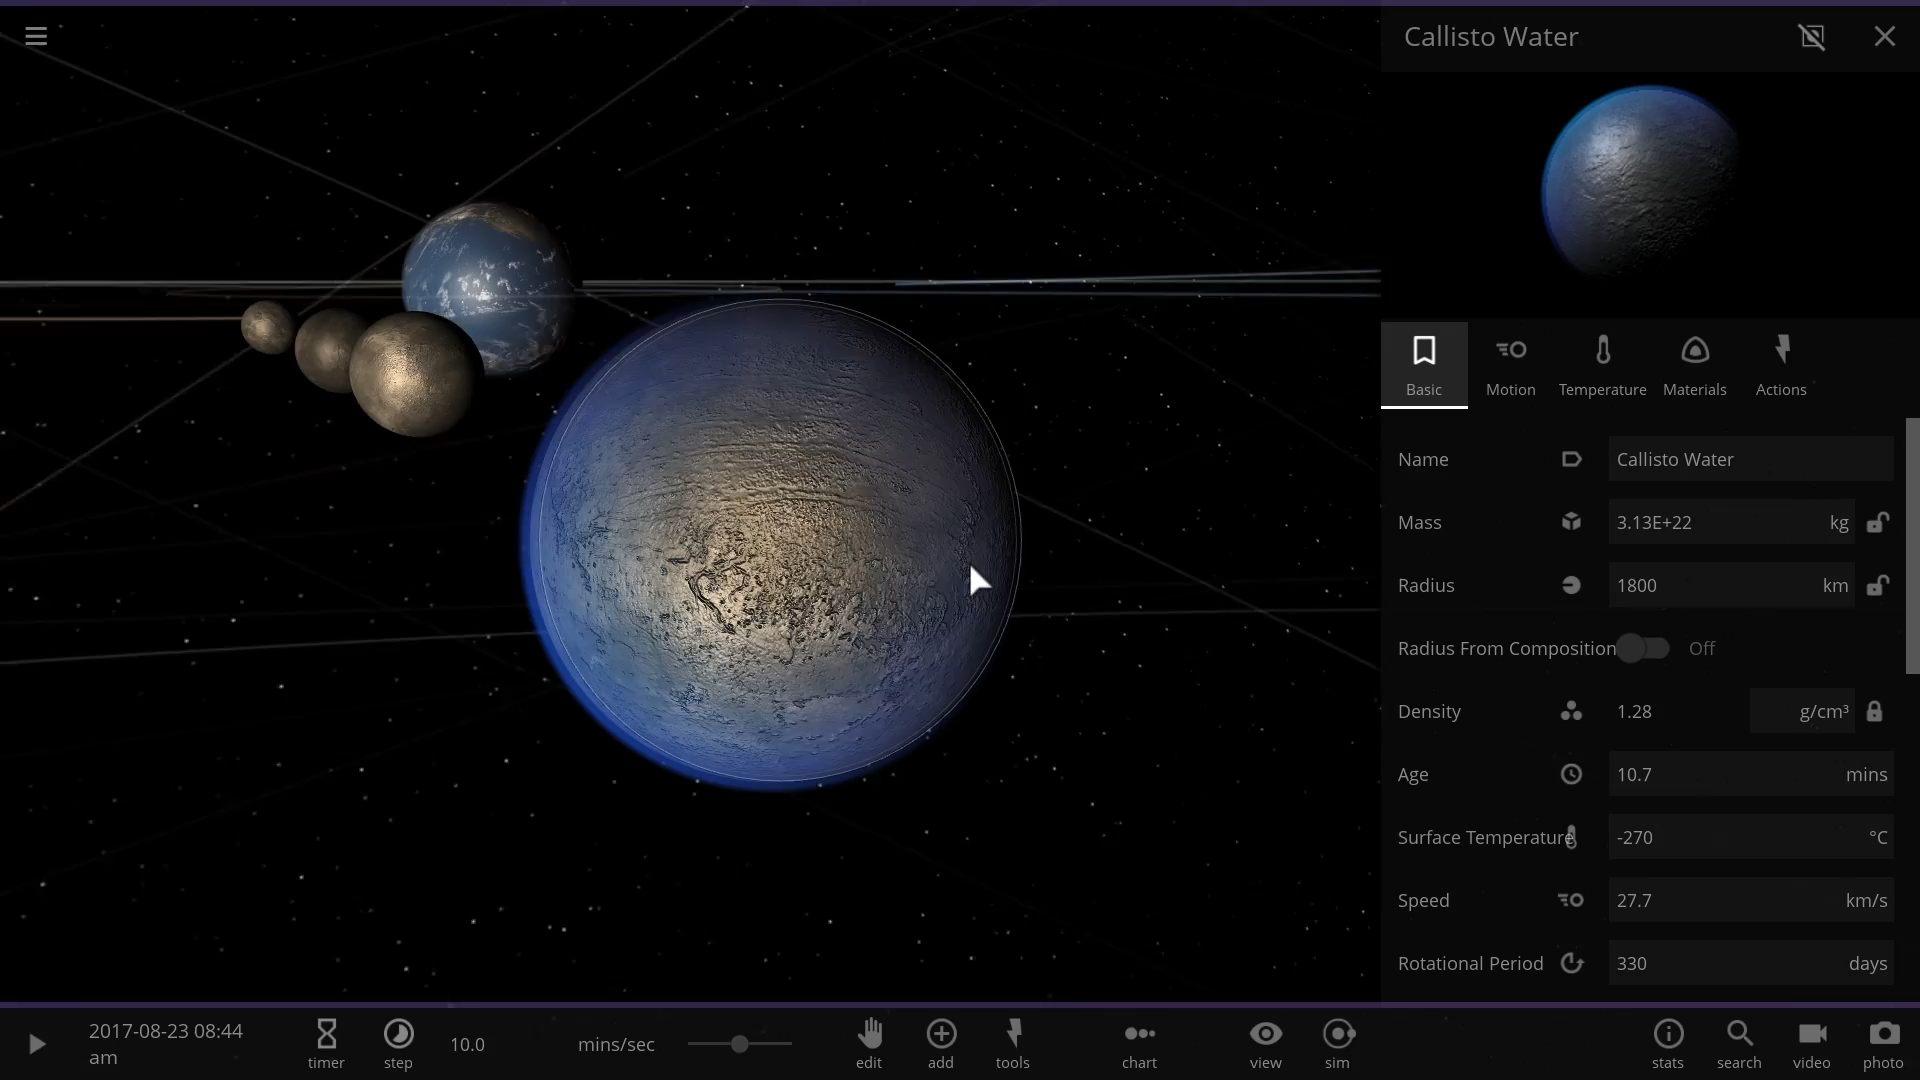 Callisto Water
Basic Motion Temperature Materials Actions
Name Callisto Water
Mass 3.13E+22 kg
Radius 1800 km
Radius From Composition Off
Density 1.28 g/cm³
Age 10.7 mins
Surface Temperature -270 °C
Speed 27.7 km/s
Rotational Period 330 days
2017-08-23 08:44
am
timer step 10.0 mins/sec edit add tools chart view sim stats search video photo